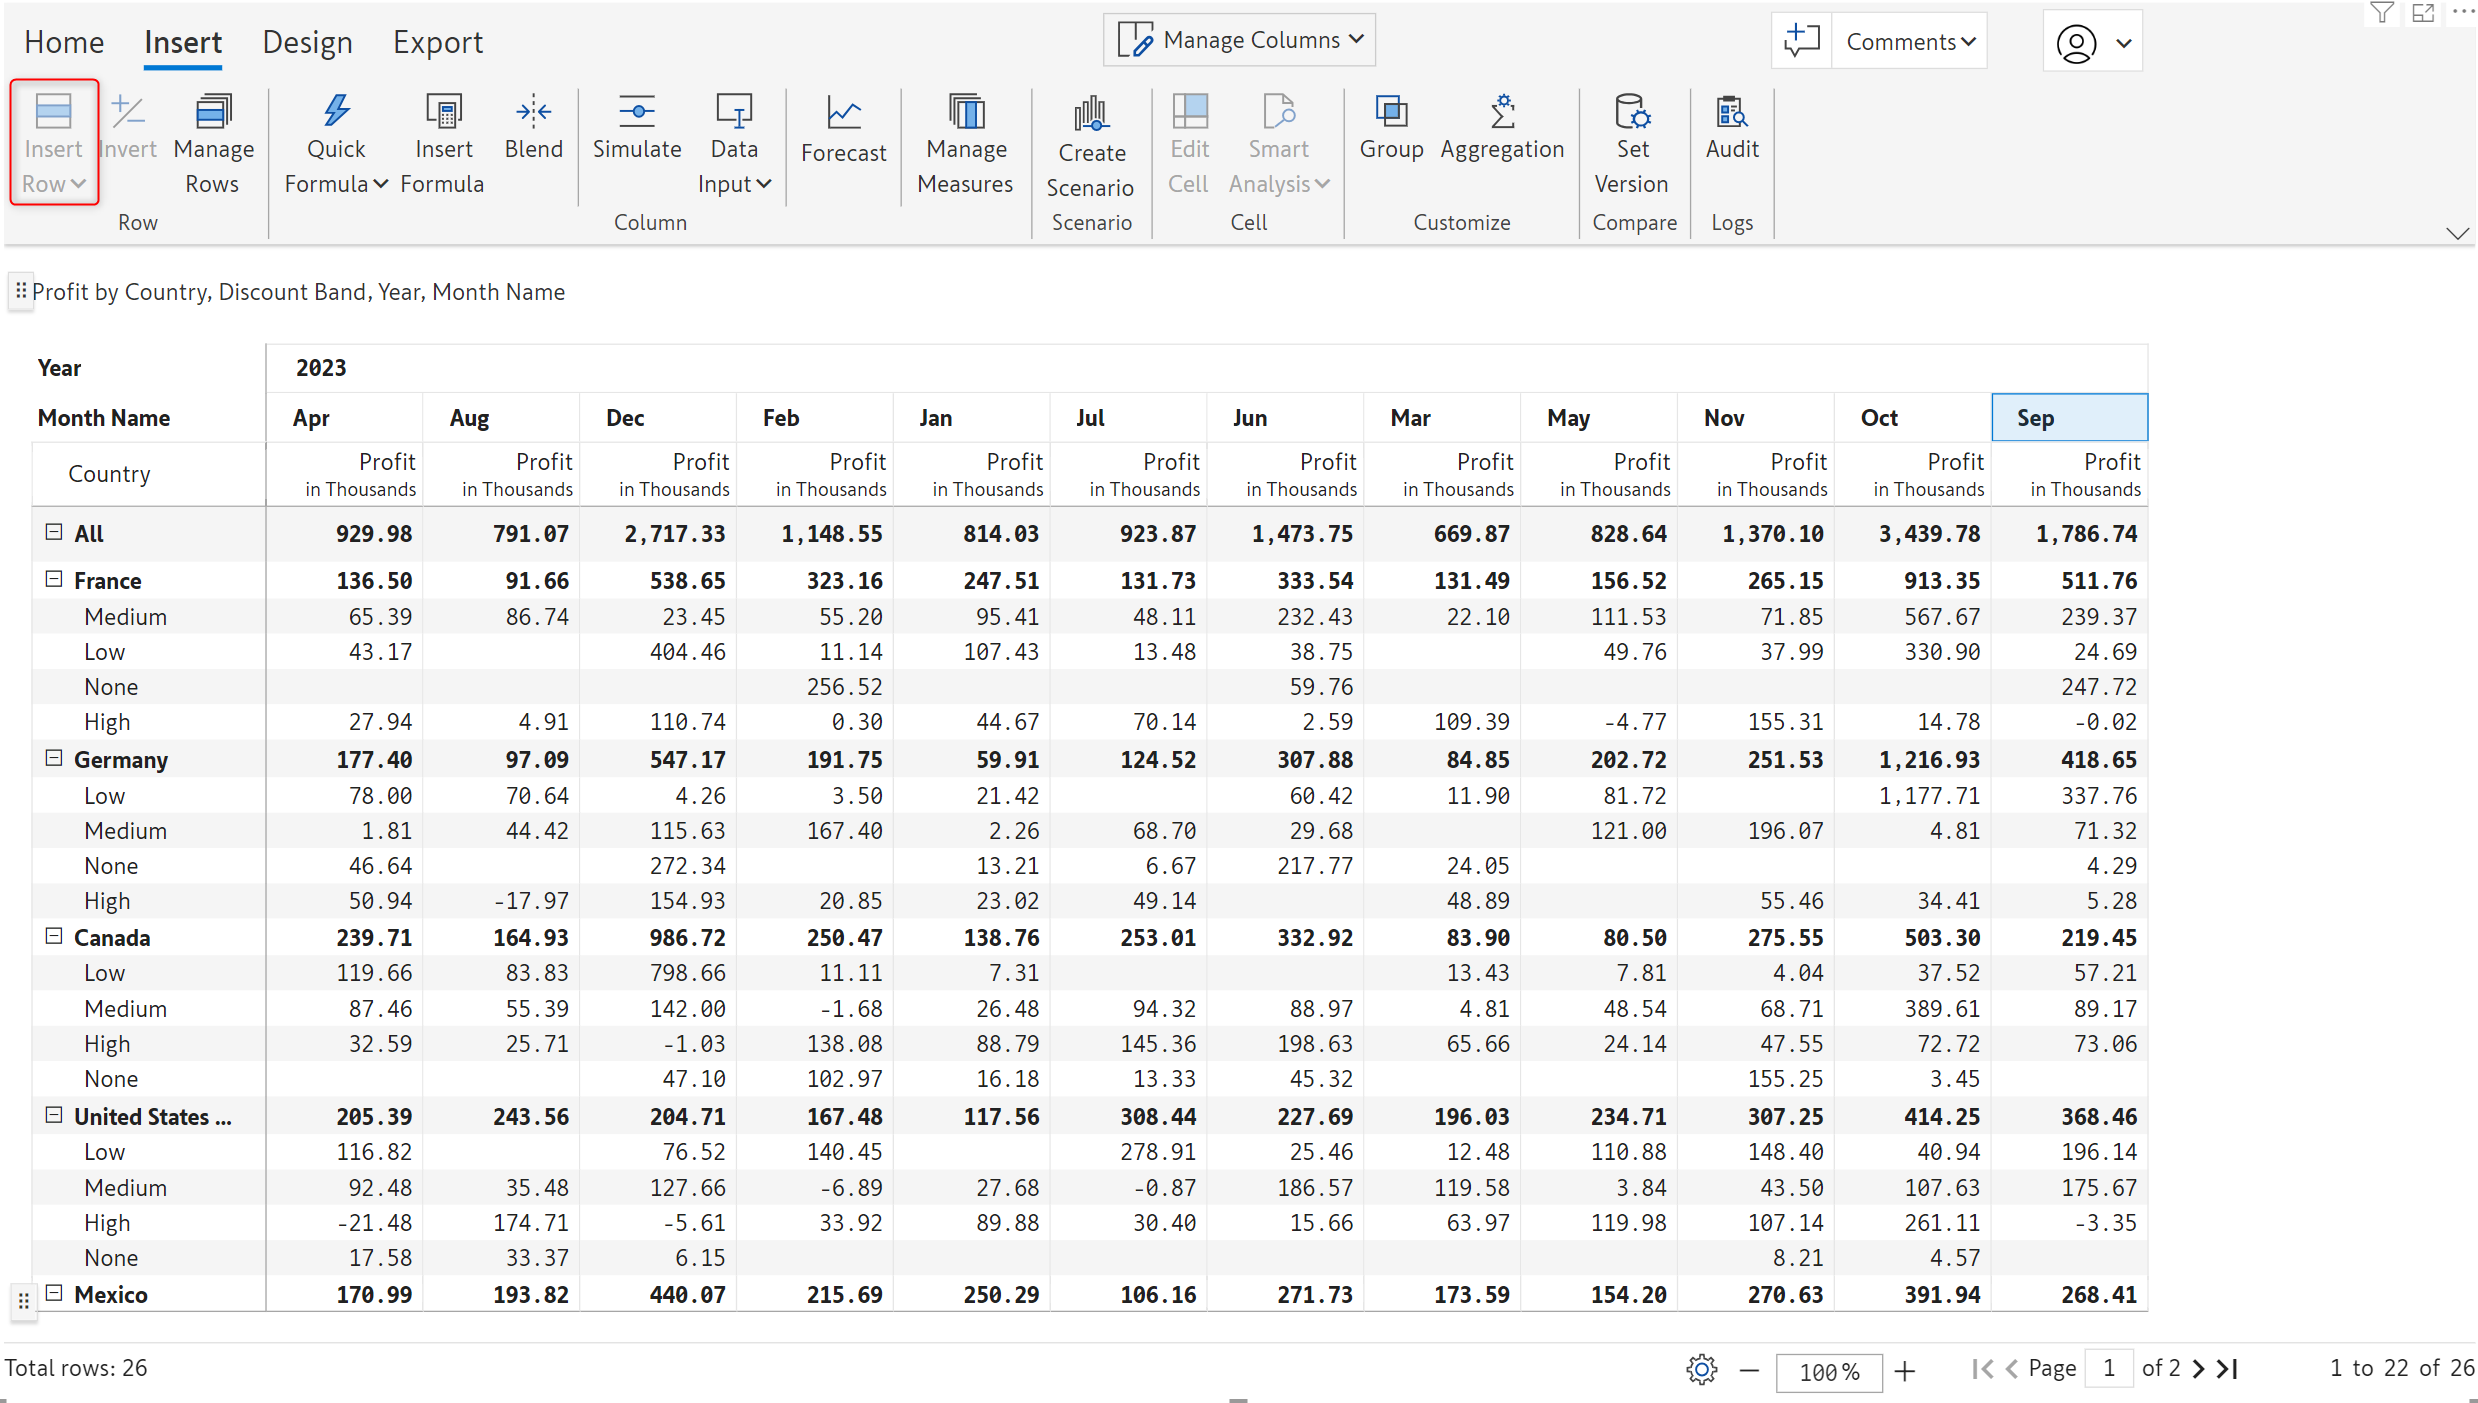 Home Insert Design Export Manage Columns Comments
Insert Row Invert Manage Rows Quick Formula Insert Formula Blend Simulate Data Input Forecast Manage Measures Create Scenario Edit Cell Smart Analysis Group Aggregation Set Version Audit
Row Column Scenario Cell Customize Compare Logs
Profit by Country, Discount Band, Year, Month Name
Year 2023
Month Name Apr Aug Dec Feb Jan Jul Jun Mar May Nov Oct Sep
Country Profit Profit Profit Profit Profit Profit Profit Profit Profit Profit Profit Profit
in Thousands in Thousands in Thousands in Thousands in Thousands in Thousands in Thousands in Thousands in Thousands in Thousands in Thousands in Thousands
All 929.98 791.07 2,717.33 1,148.55 814.03 923.87 1,473.75 669.87 828.64 1,370.10 3,439.78 1,786.74
France 136.50 91.66 538.65 323.16 247.51 131.73 333.54 131.49 156.52 265.15 913.35 511.76
Medium 65.39 86.74 23.45 55.20 95.41 48.11 232.43 22.10 111.53 71.85 567.67 239.37
Low 43.17 404.46 11.14 107.43 13.48 38.75 49.76 37.99 330.90 24.69
None 256.52 59.76 247.72
High 27.94 4.91 110.74 0.30 44.67 70.14 2.59 109.39 -4.77 155.31 14.78 -0.02
Germany 177.40 97.09 547.17 191.75 59.91 124.52 307.88 84.85 202.72 251.53 1,216.93 418.65
Low 78.00 70.64 4.26 3.50 21.42 60.42 11.90 81.72 1,177.71 337.76
Medium 1.81 44.42 115.63 167.40 2.26 68.70 29.68 121.00 196.07 4.81 71.32
None 46.64 272.34 13.21 6.67 217.77 24.05 4.29
High 50.94 -17.97 154.93 20.85 23.02 49.14 48.89 55.46 34.41 5.28
Canada 239.71 164.93 986.72 250.47 138.76 253.01 332.92 83.90 80.50 275.55 503.30 219.45
Low 119.66 83.83 798.66 11.11 7.31 13.43 7.81 4.04 37.52 57.21
Medium 87.46 55.39 142.00 -1.68 26.48 94.32 88.97 4.81 48.54 68.71 389.61 89.17
High 32.59 25.71 -1.03 138.08 88.79 145.36 198.63 65.66 24.14 47.55 72.72 73.06
None 47.10 102.97 16.18 13.33 45.32 155.25 3.45
United States ... 205.39 243.56 204.71 167.48 117.56 308.44 227.69 196.03 234.71 307.25 414.25 368.46
Low 116.82 76.52 140.45 278.91 25.46 12.48 110.88 148.40 40.94 196.14
Medium 92.48 35.48 127.66 -6.89 27.68 -0.87 186.57 119.58 3.84 43.50 107.63 175.67
High -21.48 174.71 -5.61 33.92 89.88 30.40 15.66 63.97 119.98 107.14 261.11 -3.35
None 17.58 33.37 6.15 8.21 4.57
Mexico 170.99 193.82 440.07 215.69 250.29 106.16 271.73 173.59 154.20 270.63 391.94 268.41
Total rows: 26 100% Page 1 of 2 1 to 22 of 26